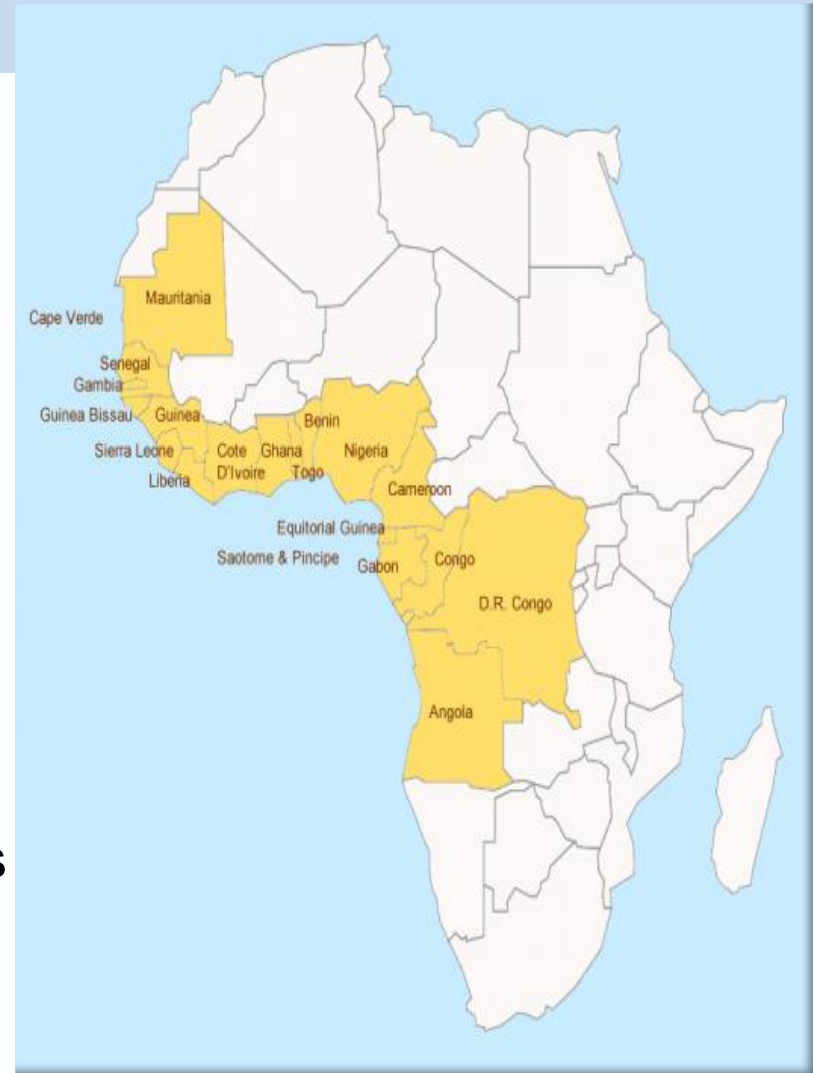 Mauritania
Cape Verde
Senegal
Gambia
Guinea Bissau
Guinea
Benin
Sierra Leone
Cote
D'Ivoire
Ghana
Nigeria
Togo
Liberia
Cameroon
Equitorial Guinea
Saotome & Pincipe
Gabon
Congo
D.R. Congo
Angola
s